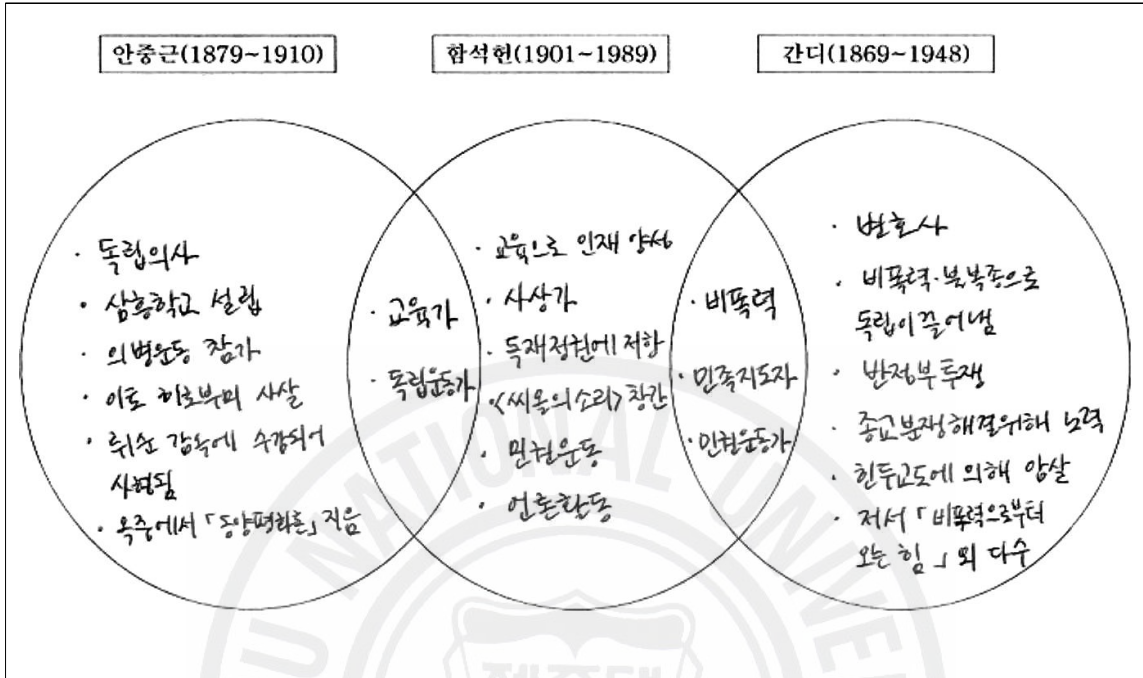 안중근(1879~1910)
함석헌(1901~1989)
간디(1869~1948)
· 독립의사
· 삼흥학교 설립
· 의병운동 참가
· 이토 히로부미 사살
· 뤼순 감옥에 수감되어
사형됨
· 옥중에서 「동양평화론」 지음
· 교육가
· 독립운동가
· 교육으로 인재 양성
· 사상가
· 독재정권에 저항
· <씨올의소리> 창간
· 민권운동
· 언론활동
· 비폭력
· 민족지도자
· 민권운동가
· 변호사
· 비폭력·불복종으로
독립이끌어냄
· 반정부투쟁
· 종교분쟁해결위해 노력
· 힌두교도에 의해 암살
· 저서 「비폭력으로부터
오는 힘」 외 다수
NATIONAL